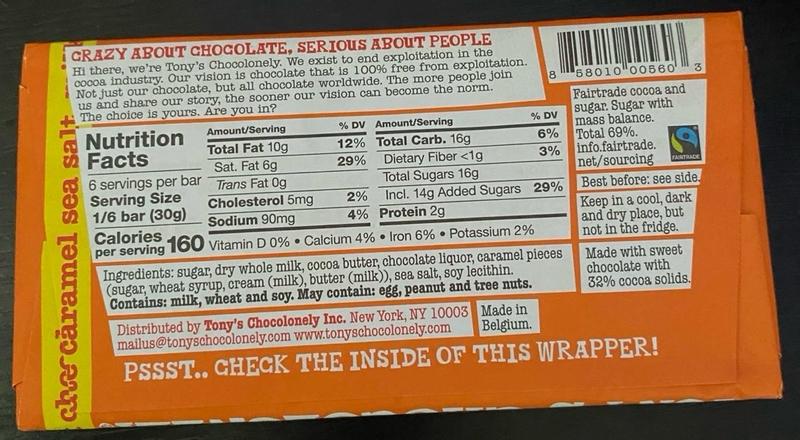 CRAZY ABOUT CHOCOLATE, SERIOUS ABOUT PEOPLE
Hi there, we're Tony's Chocolonely. We exist to end exploitation in the
cocoa industry. Our vision is chocolate that is 100% free from exploitation.
Not just our chocolate, but all chocolate worldwide. The more people join
us and share our story, the sooner our vision can become the norm.
The choice is yours. Are you in?
8 58010 00560 3
caramel sea salt
Nutrition
Facts
6 servings per bar
Serving Size
1/6 bar (30g)
Calories
per serving 160
Amount/Serving % DV
Total Fat 10g 12%
Sat. Fat 6g 29%
Trans Fat 0g
Cholesterol 5mg 2%
Sodium 90mg 4%
Amount/Serving % DV
Total Carb. 16g 6%
Dietary Fiber <1g 3%
Total Sugars 16g
Incl. 14g Added Sugars 29%
Protein 2g
Vitamin D 0% • Calcium 4% • Iron 6% • Potassium 2%
Ingredients: sugar, dry whole milk, cocoa butter, chocolate liquor, caramel pieces
(sugar, wheat syrup, cream (milk), butter (milk)), sea salt, soy lecithin.
Contains: milk, wheat and soy. May contain: egg, peanut and tree nuts.
Distributed by Tony's Chocolonely Inc. New York, NY 10003
mailus@tonyschocolonely.com www.tonyschocolonely.com
Made in
Belgium.
Fairtrade cocoa and
sugar. Sugar with
mass balance.
Total 69%.
info.fairtrade.
net/sourcing
FAIRTRADE
Best before: see side.
Keep in a cool, dark
and dry place, but
not in the fridge.
Made with sweet
chocolate with
32% cocoa solids.
PSSST.. CHECK THE INSIDE OF THIS WRAPPER!